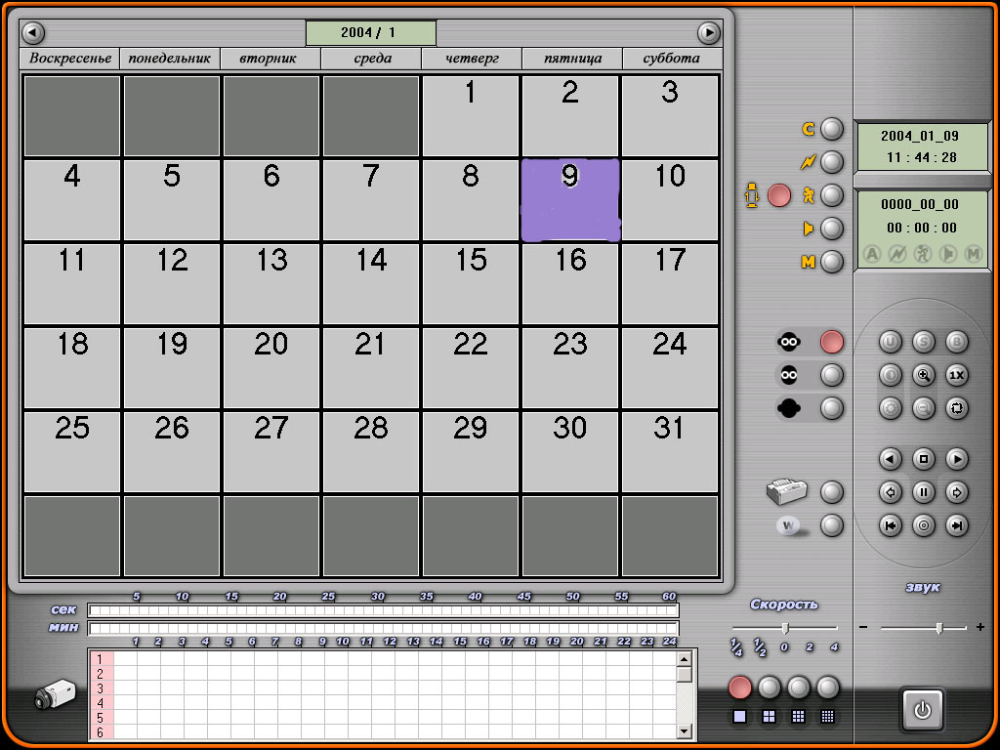 2004 / 1
Воскресенье понедельник вторник среда четверг пятница суббота
1 2 3
4 5 6 7 8 9 10
11 12 13 14 15 16 17
18 19 20 21 22 23 24
25 26 27 28 29 30 31
C
M
2004_01_09
11 : 44 : 28
0000_00_00
00 : 00 : 00
A M
U S B
1X
W
5 10 15 20 25 30 35 40 45 50 55 60
сек
мин
1 2 3 4 5 6 7 8 9 10 11 12 13 14 15 16 17 18 19 20 21 22 23 24
1
2
3
4
5
6
Скорость
1/4 1/2 0 2 4
звук
− +